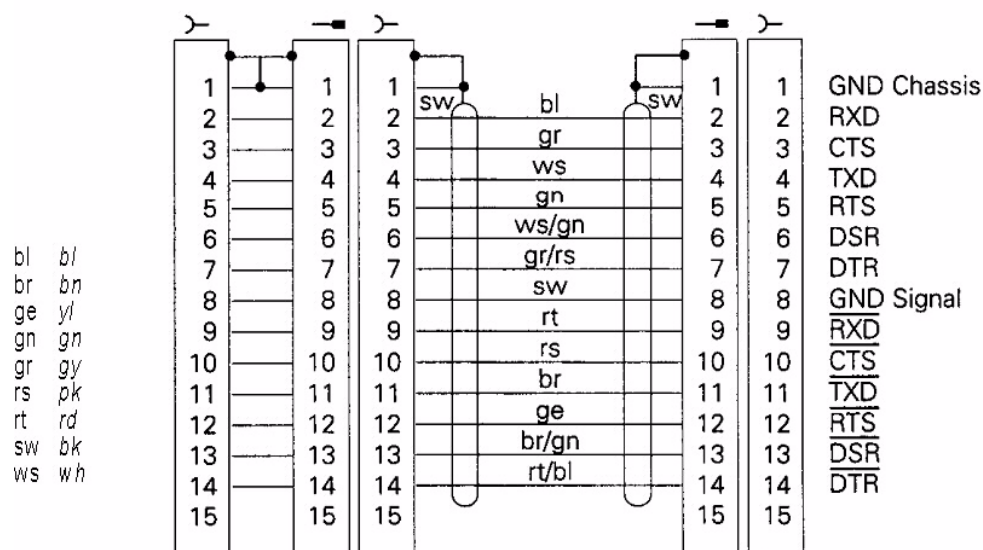 1 1 1 1 1 GND Chassis
sw bl sw
2 2 2 2 2 RXD
gr
3 3 3 3 3 CTS
ws
4 4 4 4 4 TXD
gn
5 5 5 5 5 RTS
ws/gn
6 6 6 6 6 DSR
gr/rs
7 7 7 7 7 DTR
sw
8 8 8 8 8 GND Signal
rt
9 9 9 9 9 R̅X̅D̅
rs
10 10 10 10 10 C̅T̅S̅
br
11 11 11 11 11 T̅X̅D̅
ge
12 12 12 12 12 R̅T̅S̅
br/gn
13 13 13 13 13 D̅S̅R̅
rt/bl
14 14 14 14 14 D̅T̅R̅
15 15 15 15 15
bl bl
br bn
ge yl
gn gn
gr gy
rs pk
rt rd
sw bk
ws wh